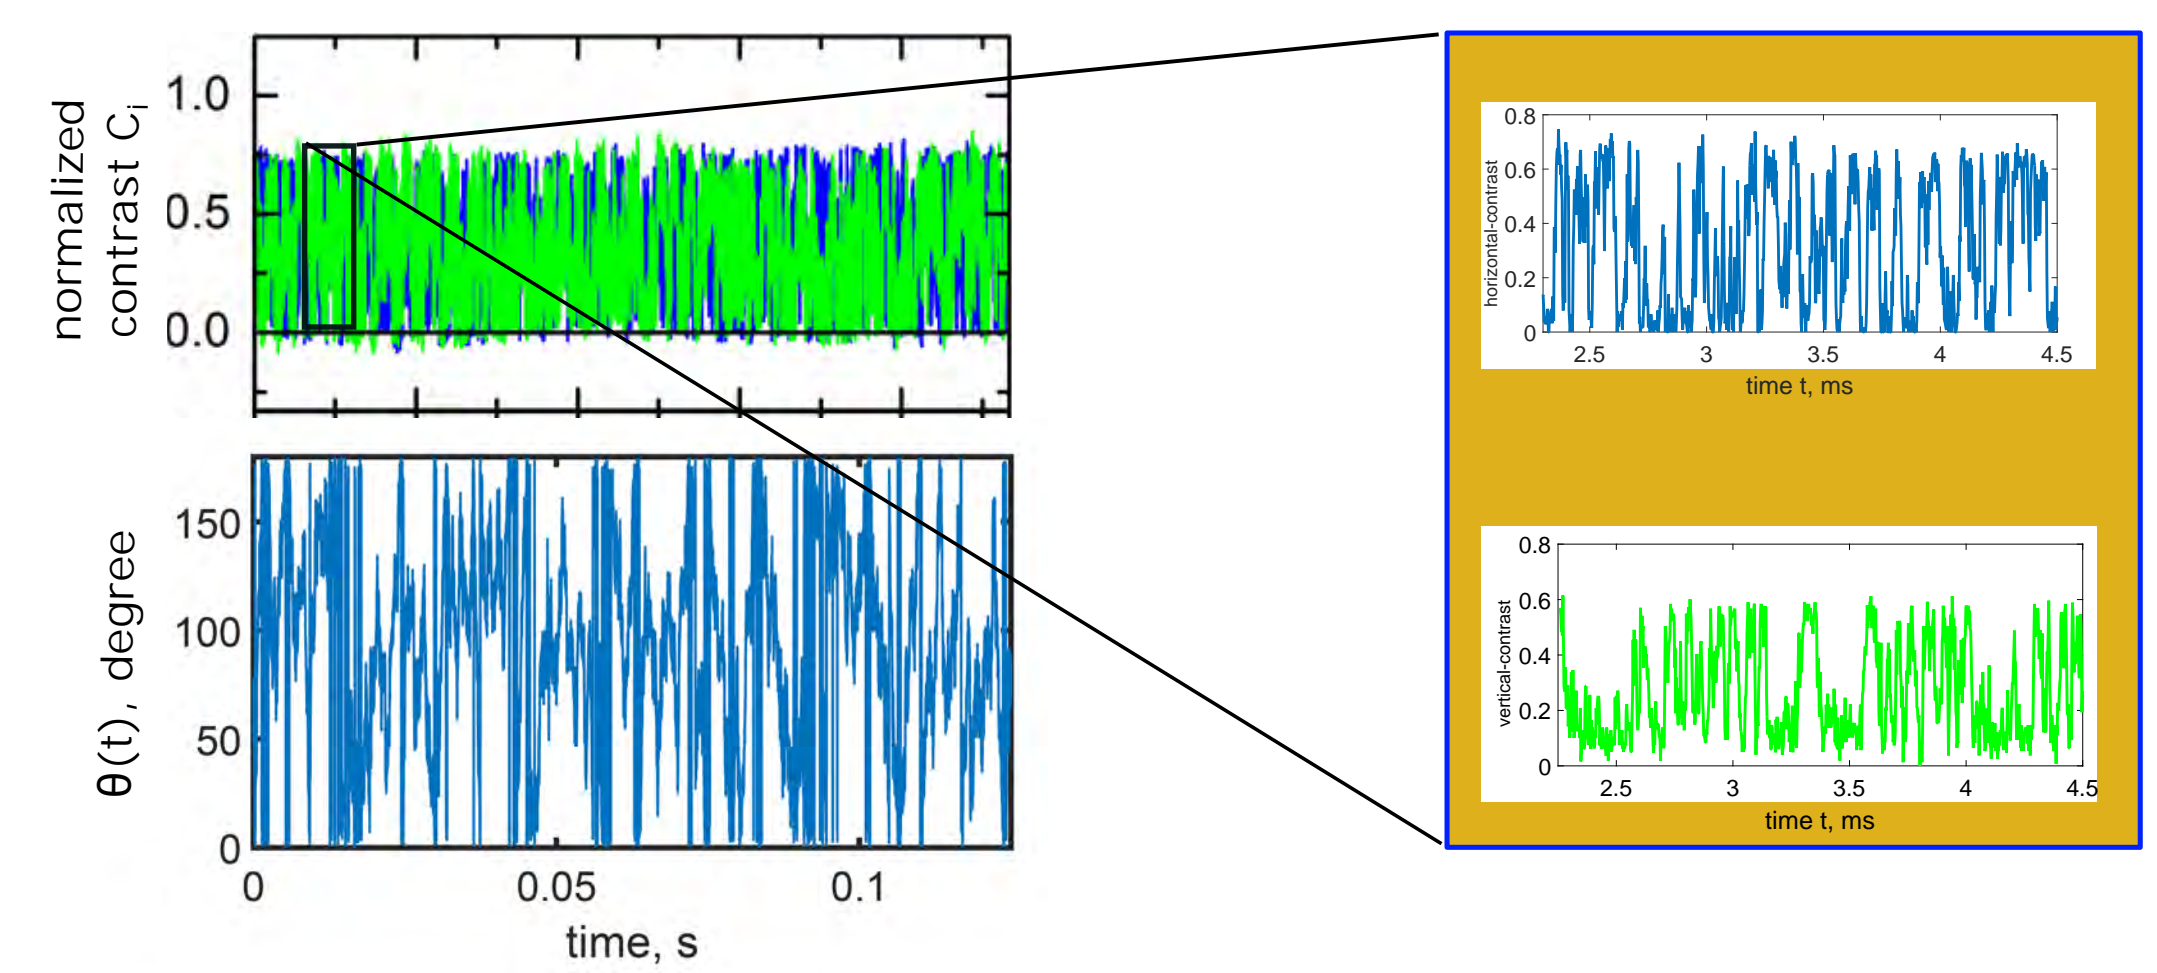 normalized
contrast Ci
1.0
0.5
0.0
θ(t), degree
150
100
50
0
0 0.05 0.1
time, s
horizontal-contrast
0.8
0.6
0.4
0.2
0
2.5 3 3.5 4 4.5
time t, ms
vertical-contrast
0.8
0.6
0.4
0.2
0
2.5 3 3.5 4 4.5
time t, ms